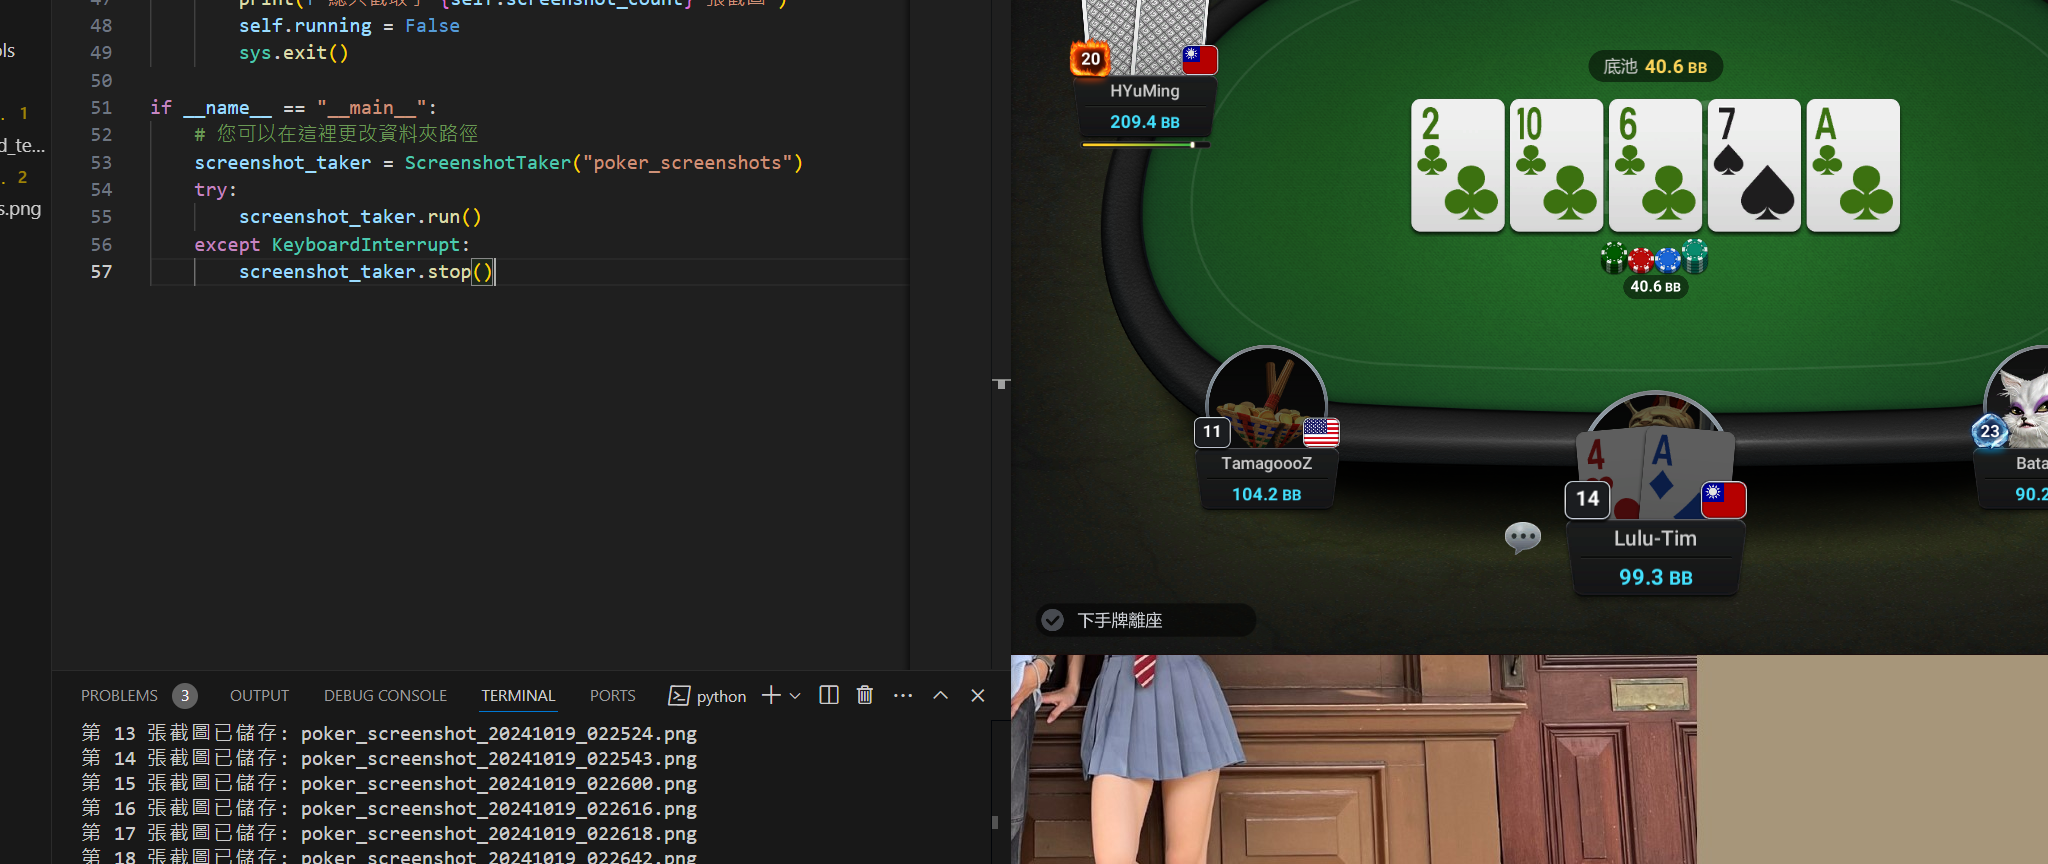 48 self.running = False
49 sys.exit()
50
51 if __name__ == "__main__":
52 # 您可以在這裡更改資料夾路徑
53 screenshot_taker = ScreenshotTaker("poker_screenshots")
54 try:
55 screenshot_taker.run()
56 except KeyboardInterrupt:
57 screenshot_taker.stop()
ols
. 1
d_te...
. 2
s.png
PROBLEMS 3 OUTPUT DEBUG CONSOLE TERMINAL PORTS python
第 13 張截圖已儲存: poker_screenshot_20241019_022524.png
第 14 張截圖已儲存: poker_screenshot_20241019_022543.png
第 15 張截圖已儲存: poker_screenshot_20241019_022600.png
第 16 張截圖已儲存: poker_screenshot_20241019_022616.png
第 17 張截圖已儲存: poker_screenshot_20241019_022618.png
第 18 張截圖已儲存: poker_screenshot_20241019_022642.png
20
HYuMing
209.4 BB
底池 40.6 BB
2 10 6 7 A
40.6 BB
11
TamagoooZ
104.2 BB
4 A
14
Lulu-Tim
99.3 BB
23
Bata
90.2
下手牌離座